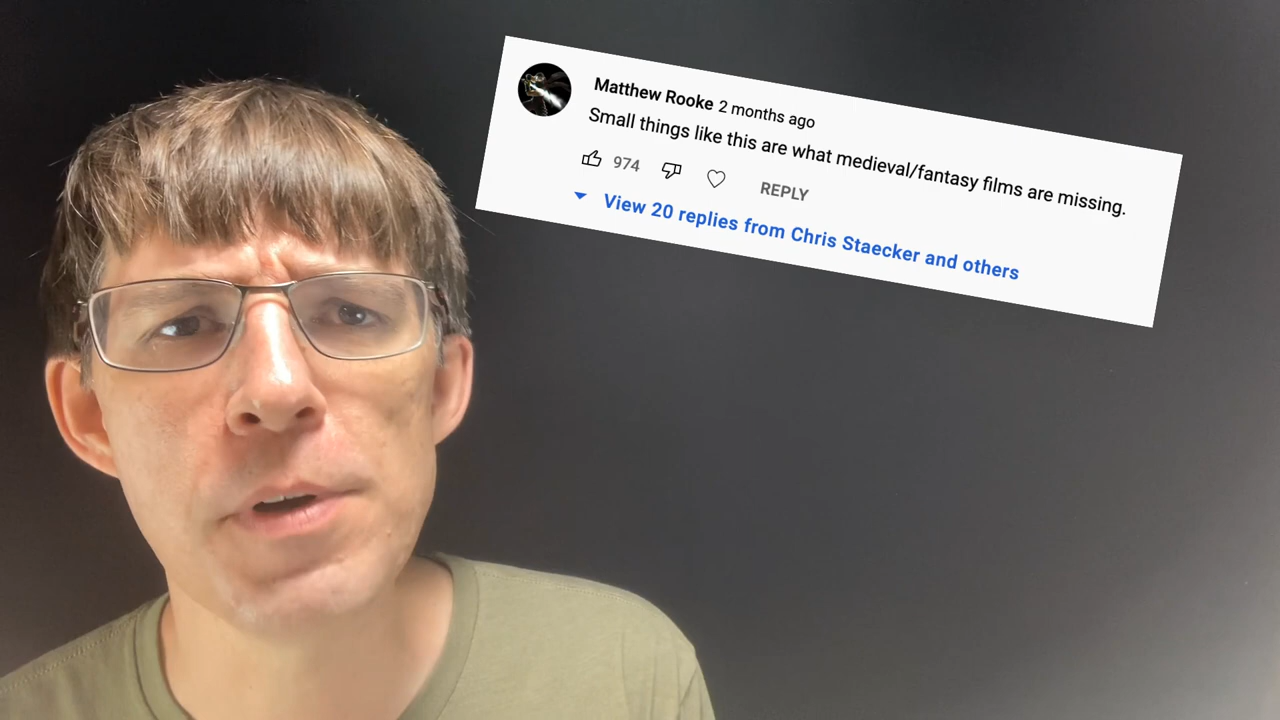 Matthew Rooke 2 months ago
Small things like this are what medieval/fantasy films are missing.
974 REPLY
View 20 replies from Chris Staecker and others